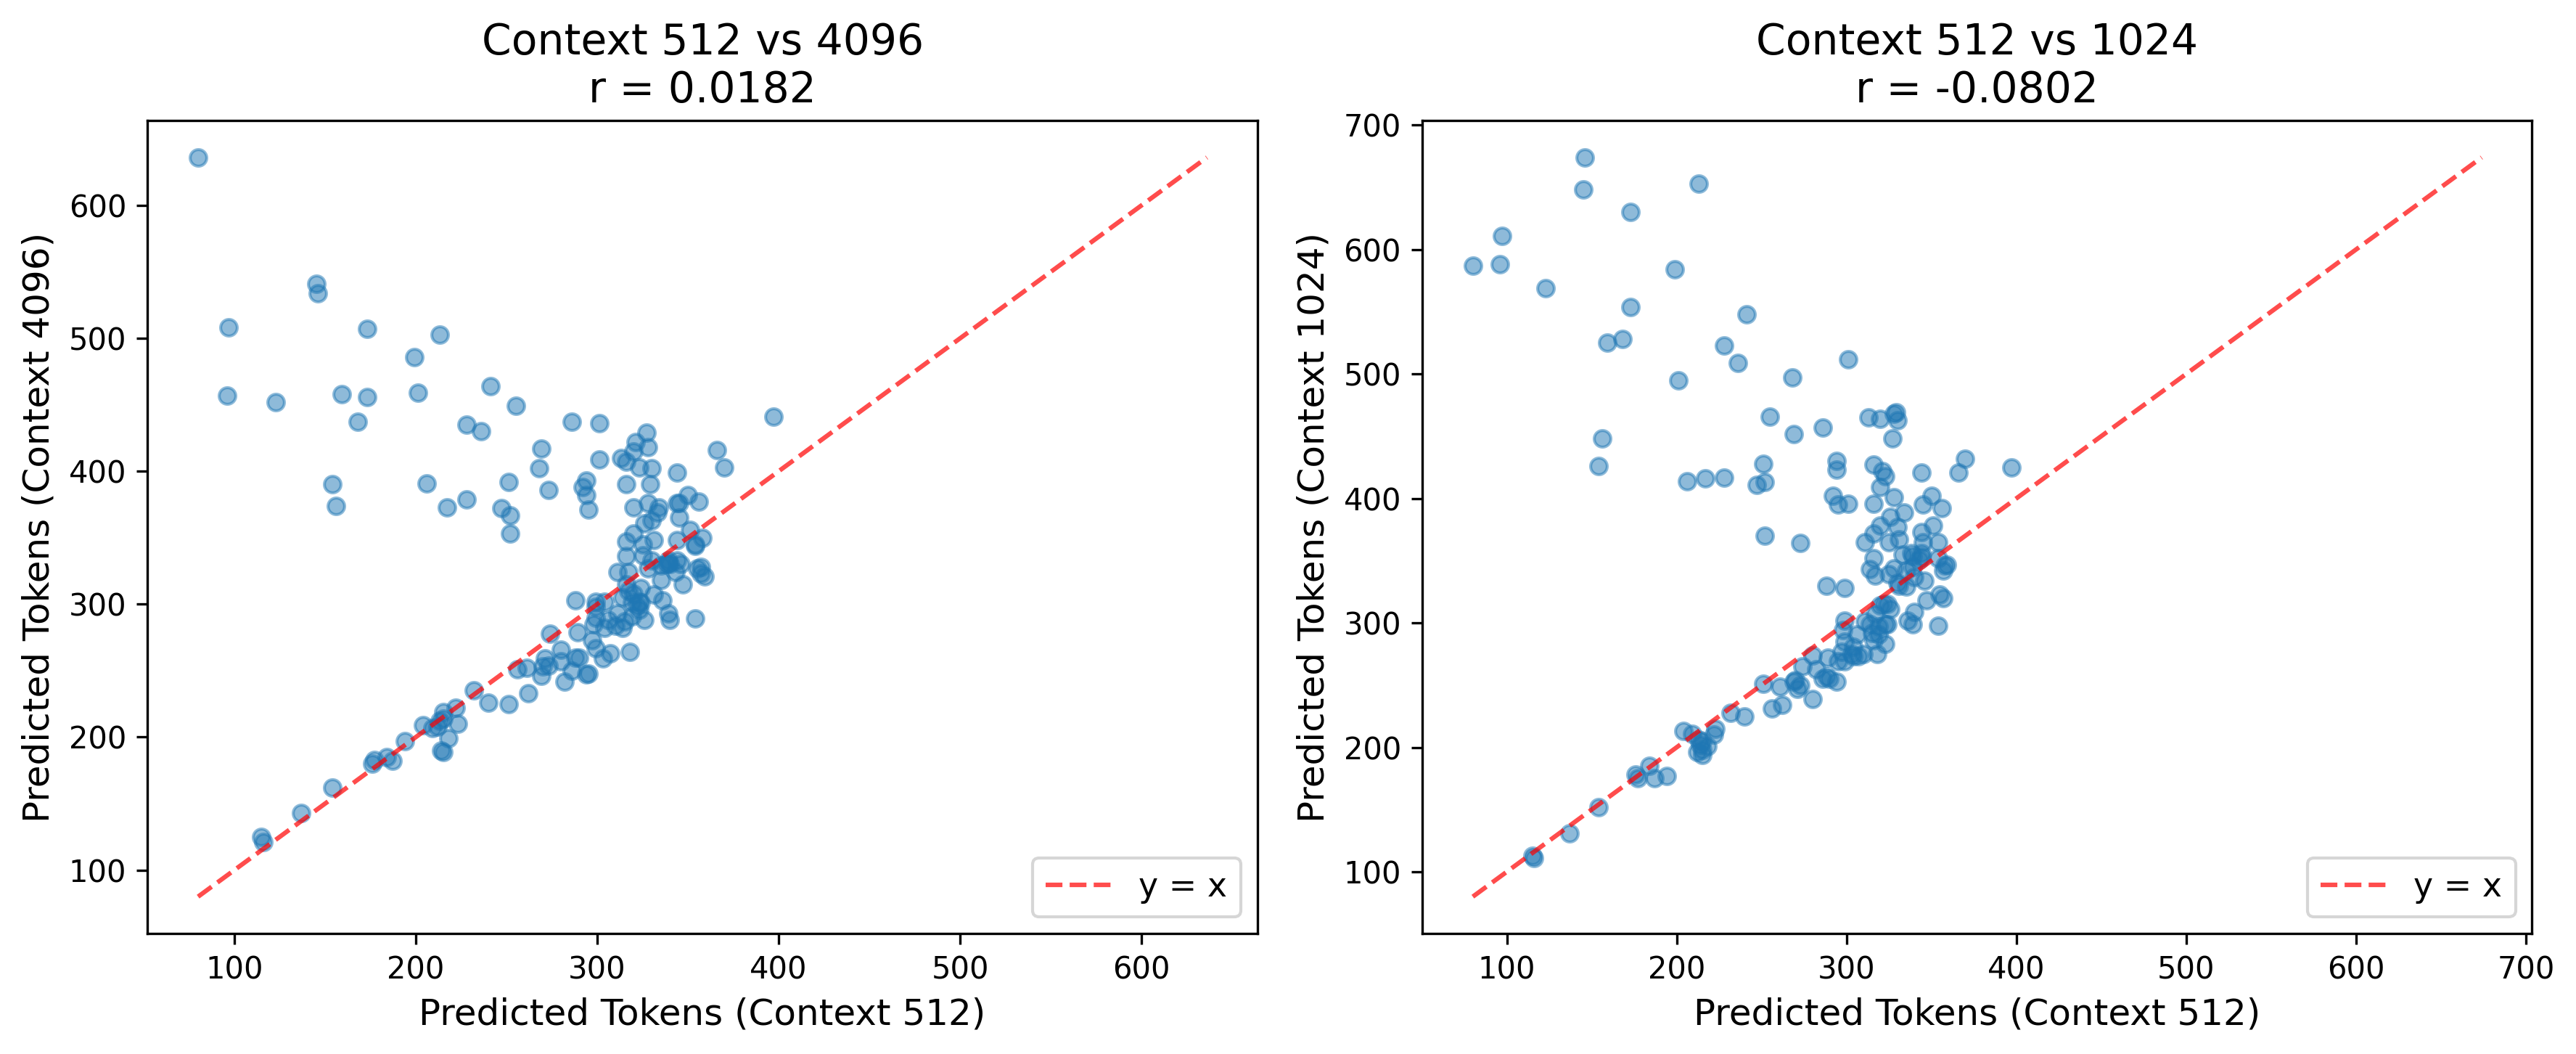 Context 512 vs 4096
r = 0.0182
Predicted Tokens (Context 4096)
600
500
400
300
200
100
100 200 300 400 500 600
Predicted Tokens (Context 512)
y = x
Context 512 vs 1024
r = -0.0802
Predicted Tokens (Context 1024)
700
600
500
400
300
200
100
100 200 300 400 500 600 700
Predicted Tokens (Context 512)
y = x